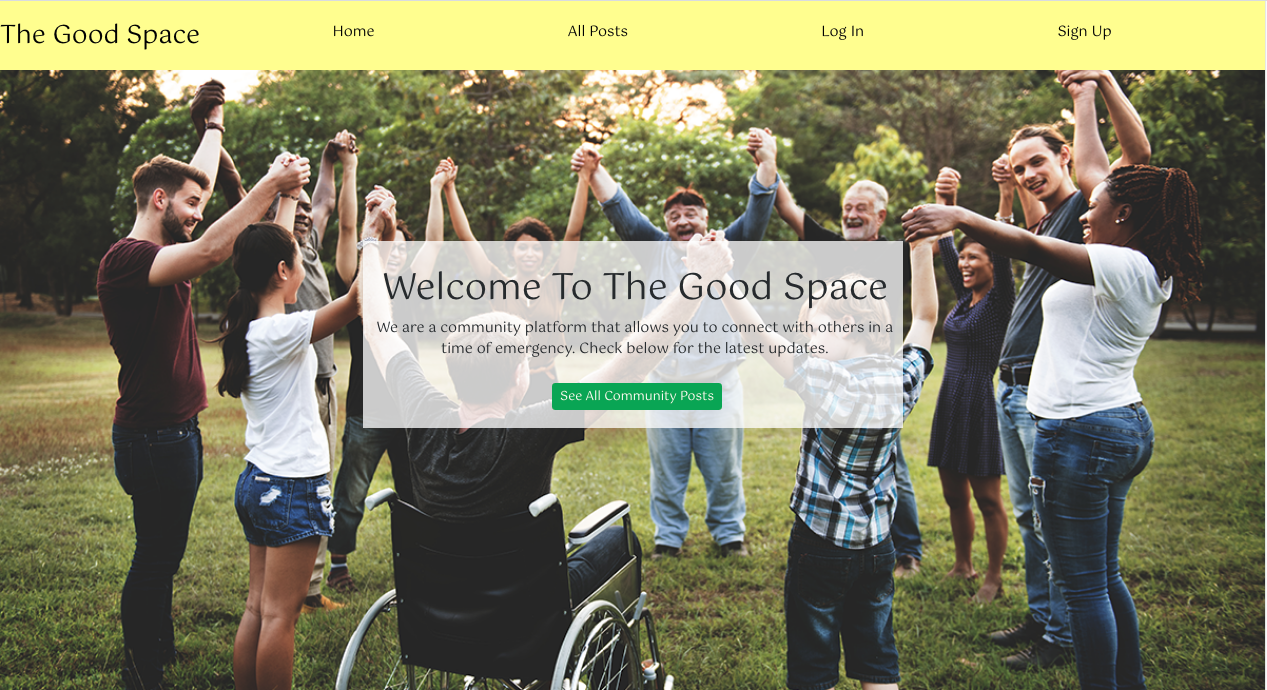 The Good Space
Home
All Posts
Log In
Sign Up
Welcome To The Good Space
We are a community platform that allows you to connect with others in a
time of emergency. Check below for the latest updates.
See All Community Posts